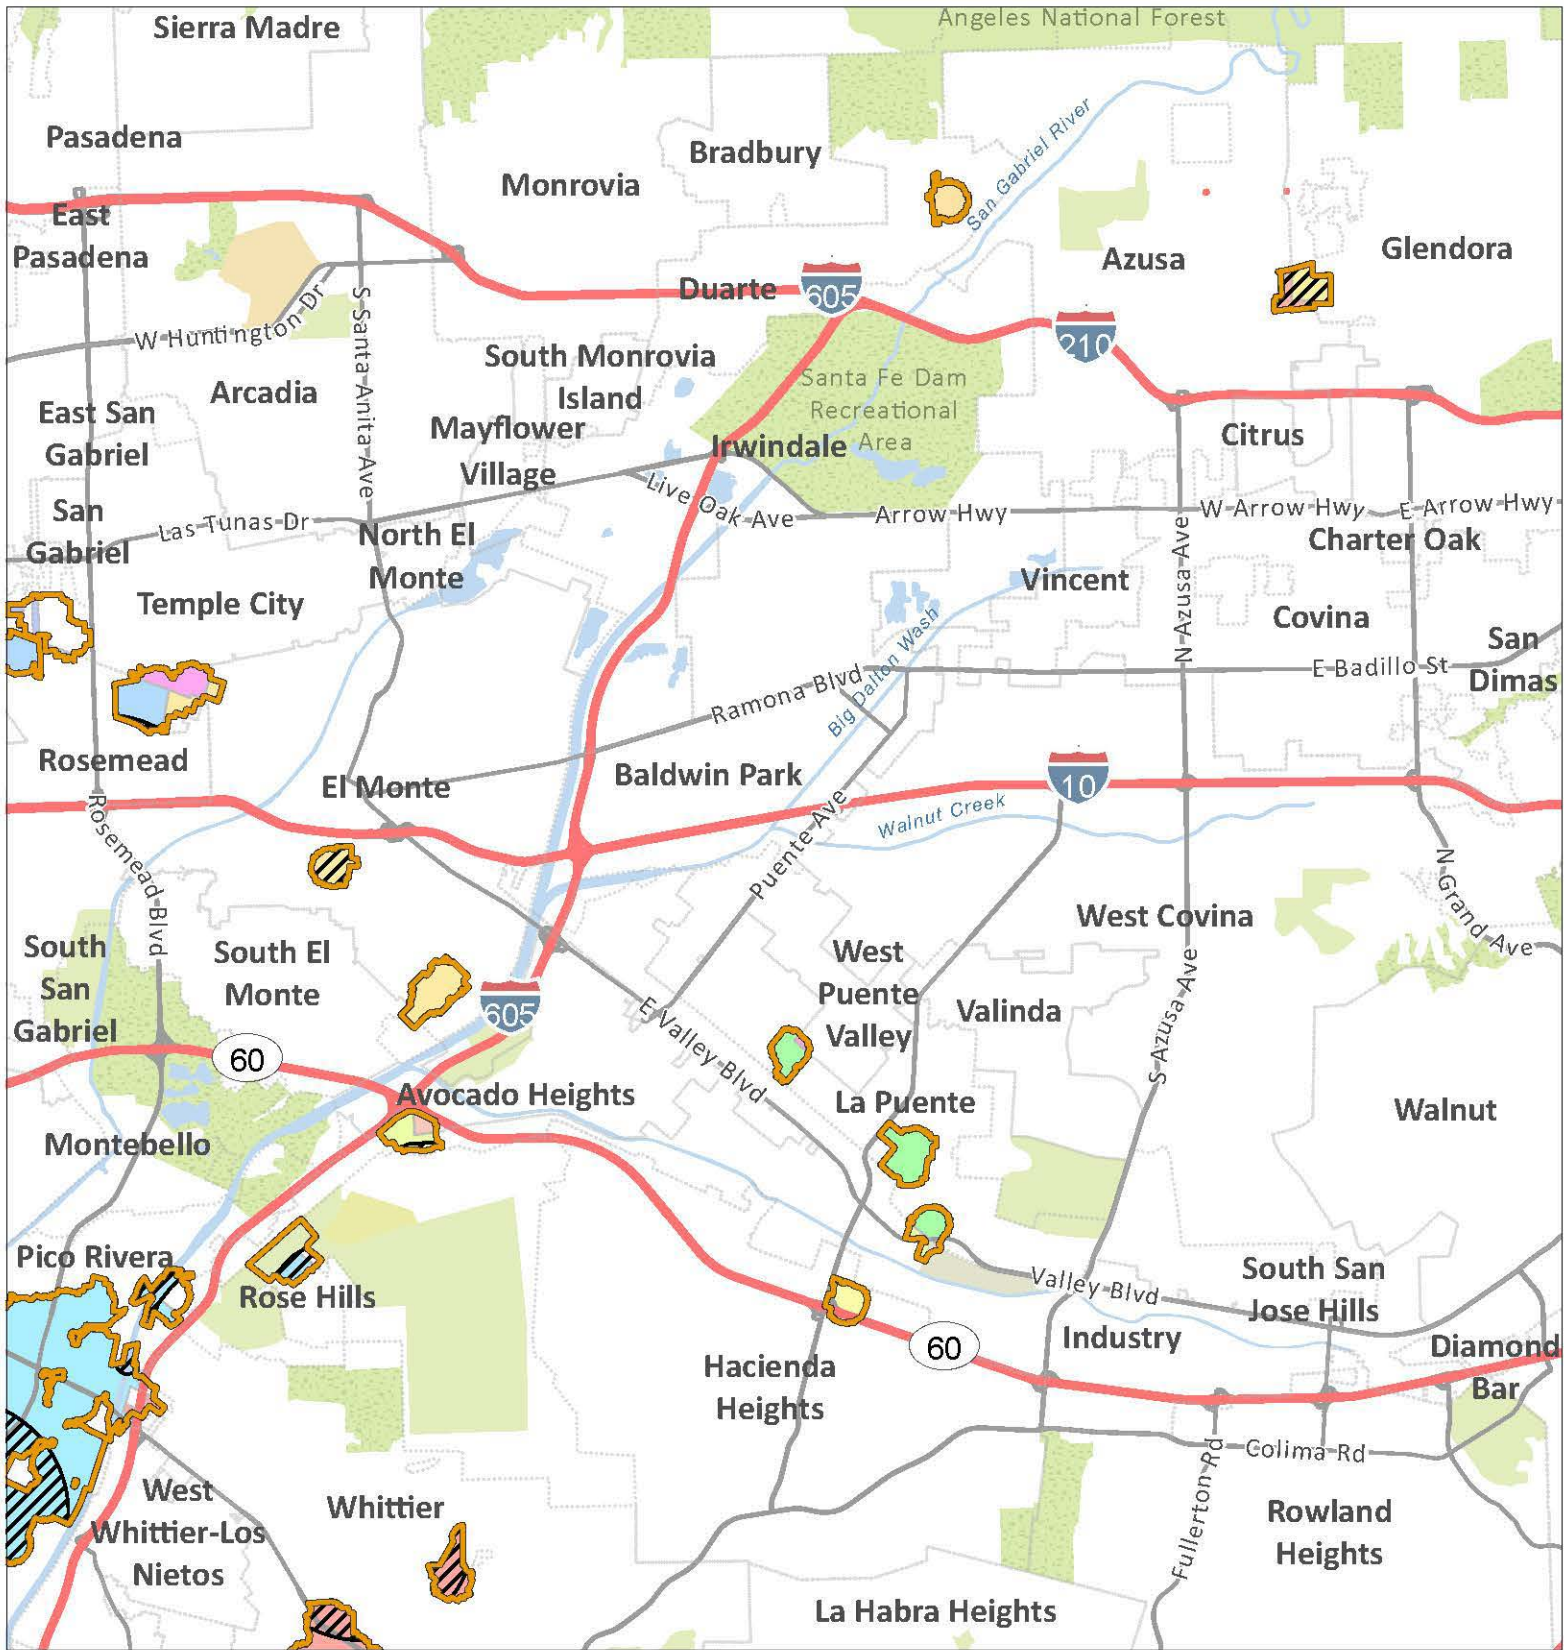 Sierra Madre
Angeles National Forest
Pasadena
Bradbury
Monrovia
San Gabriel River
East
Pasadena
Azusa
Glendora
Duarte
605
210
W Huntington Dr
S Santa Anita Ave
South Monrovia
Island
Santa Fe Dam
Recreational
Area
Arcadia
East San
Gabriel
Mayflower
Village
Irwindale
Citrus
San
Gabriel
Las Tunas Dr
Live Oak Ave
Arrow Hwy
W Arrow Hwy
E Arrow Hwy
North El
Monte
Charter Oak
Vincent
N Azusa Ave
Temple City
Covina
San
Dimas
Big Dalton Wash
Ramona Blvd
E Badillo St
Rosemead
El Monte
Baldwin Park
10
Rosemead Blvd
Walnut Creek
Puente Ave
N Grand Ave
West Covina
South
San
Gabriel
South El
Monte
West
Puente
Valley
Valinda
605
E Valley Blvd
S Azusa Ave
60
Avocado Heights
La Puente
Walnut
Montebello
Pico Rivera
Rose Hills
Valley Blvd
South San
Jose Hills
Industry
60
Diamond
Bar
Hacienda
Heights
Colima Rd
Fullerton Rd
West
Whittier-Los
Nietos
Whittier
Rowland
Heights
La Habra Heights